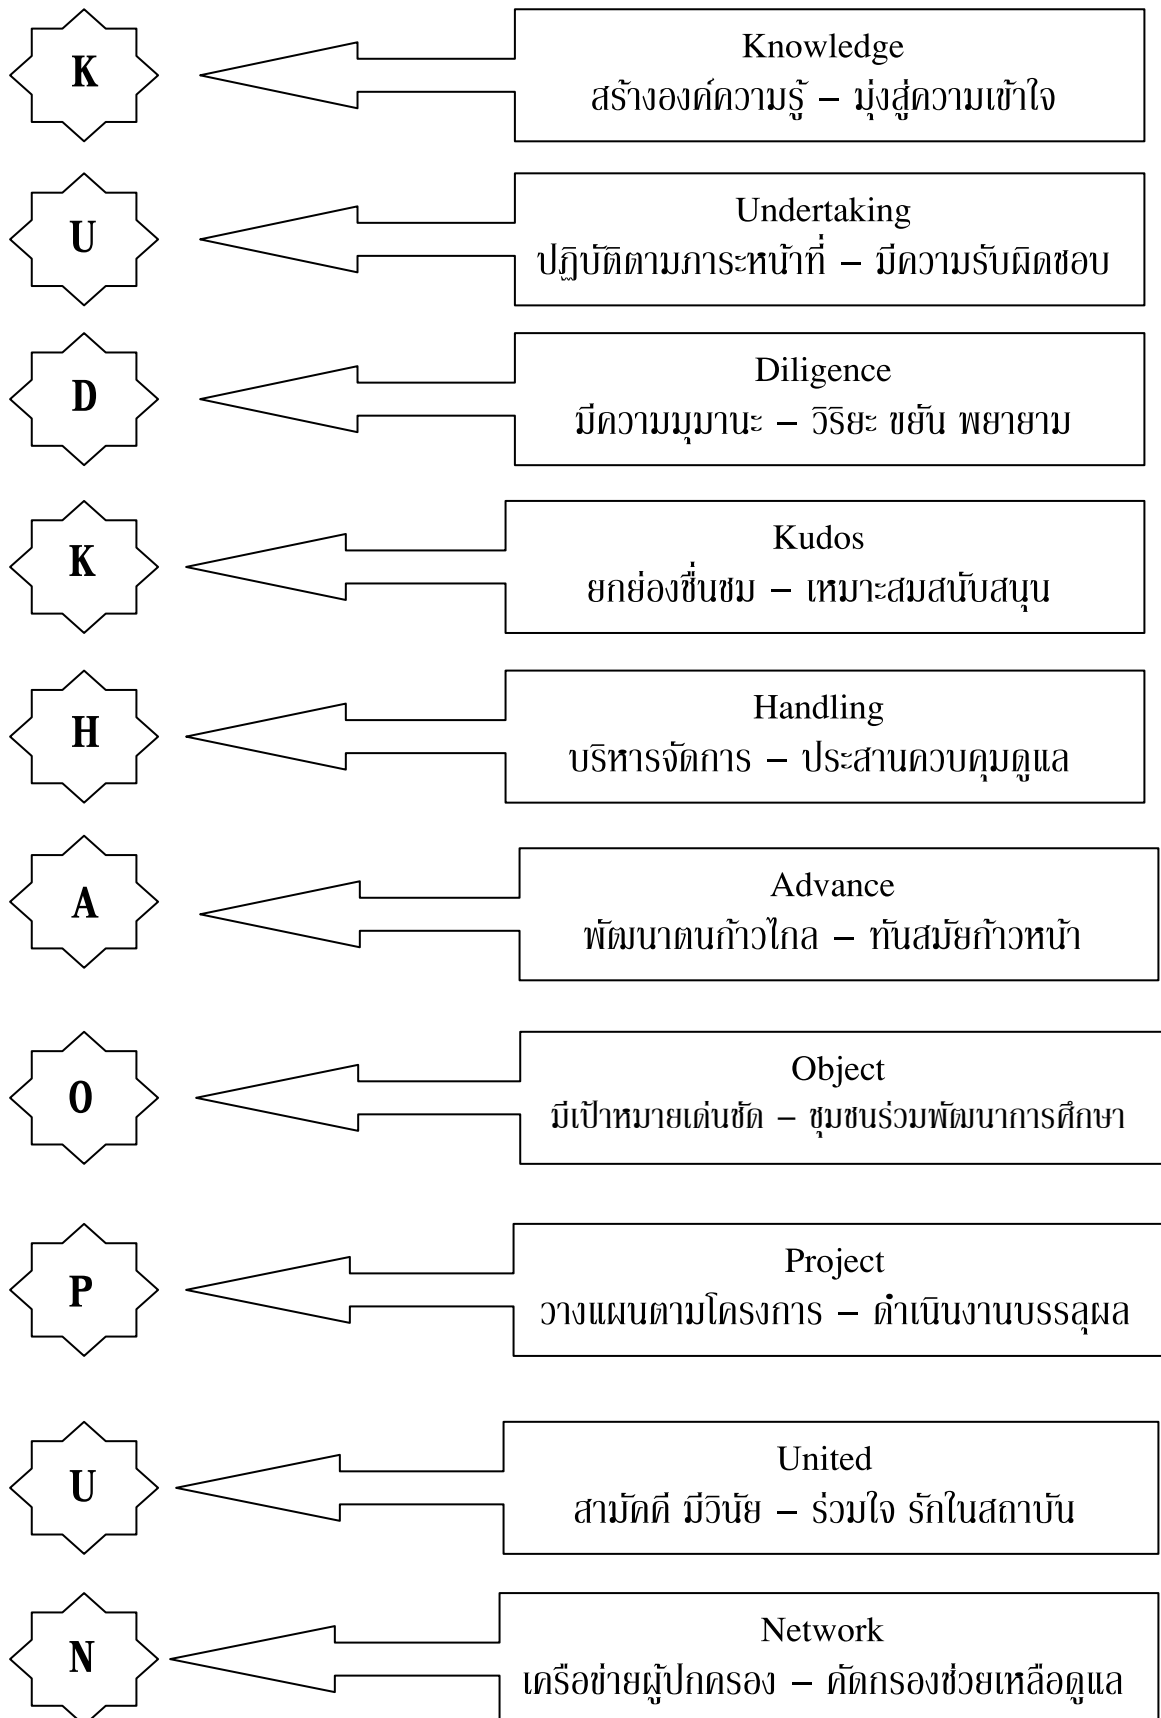 K
Knowledge
สร้างองค์ความรู้ – มุ่งสู่ความเข้าใจ
U
Undertaking
ปฏิบัติตามภาระหน้าที่ – มีความรับผิดชอบ
D
Diligence
มีความมุมานะ – วิริยะ ขยัน พยายาม
K
Kudos
ยกย่องชื่นชม – เหมาะสมสนับสนุน
H
Handling
บริหารจัดการ – ประสานควบคุมดูแล
A
Advance
พัฒนาตนก้าวไกล – ทันสมัยก้าวหน้า
O
Object
มีเป้าหมายเด่นชัด – ชุมชนร่วมพัฒนาการศึกษา
P
Project
วางแผนตามโครงการ – ดำเนินงานบรรลุผล
U
United
สามัคคี มีวินัย – ร่วมใจ รักในสถาบัน
N
Network
เครือข่ายผู้ปกครอง – คัดกรองช่วยเหลือดูแล